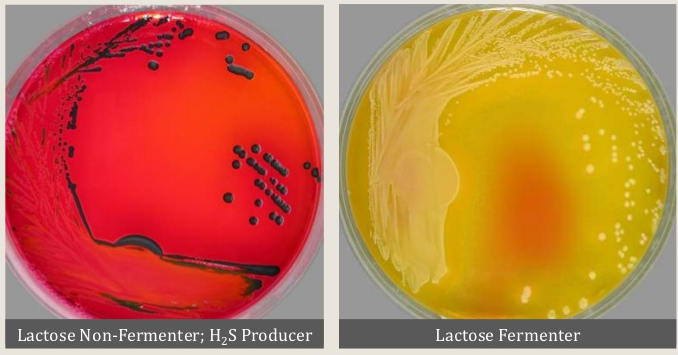 Lactose Non-Fermenter; H₂S Producer
Lactose Fermenter